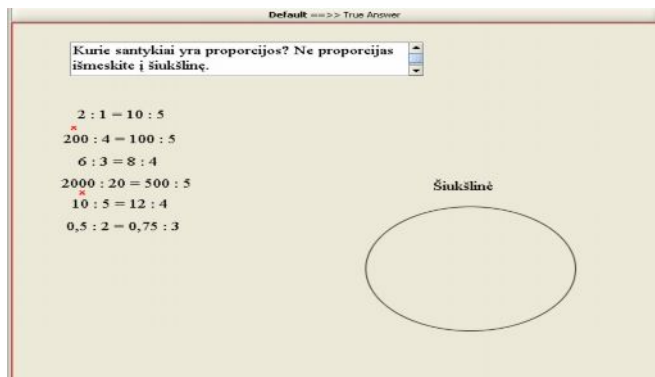 Default ==>> True Answer
Kurie santykiai yra proporcijos? Ne proporcijas
išmeskite į šiukšlinę.
2 : 1 = 10 : 5
200 : 4 = 100 : 5
6 : 3 = 8 : 4
2000 : 20 = 500 : 5
Šiukšlinė
10 : 5 = 12 : 4
0,5 : 2 = 0,75 : 3